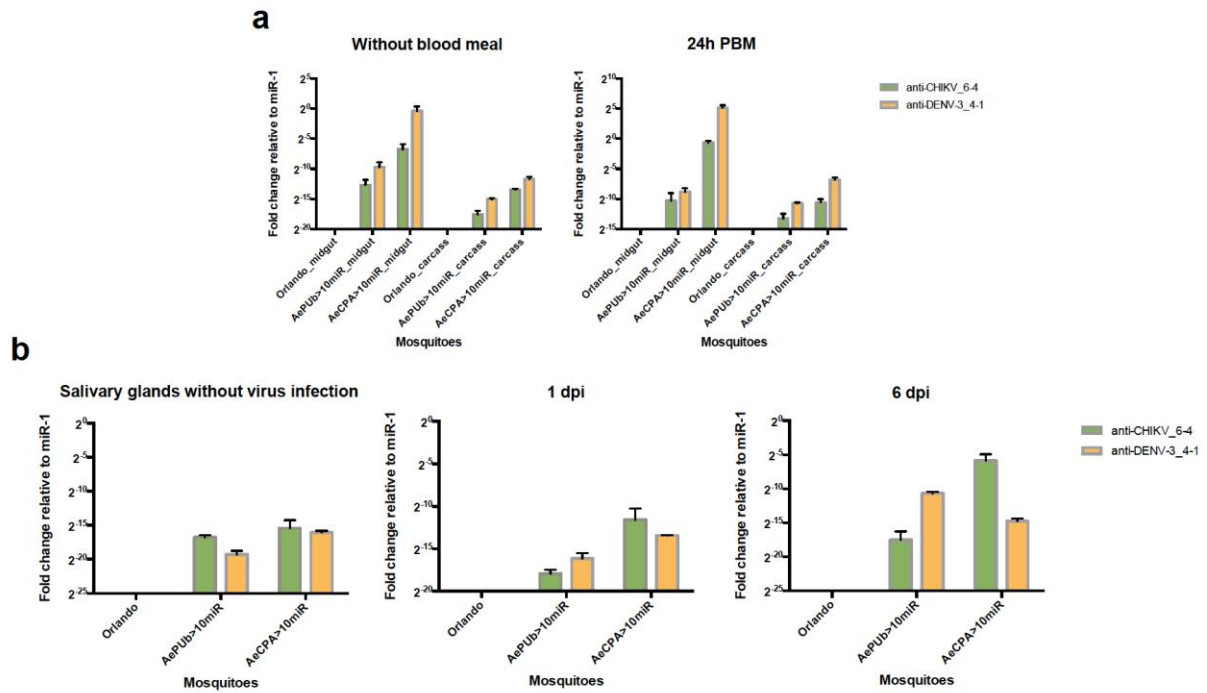 a
Without blood meal
24h PBM
Fold change relative to miR-1
2^5
2^0
2^-5
2^-10
2^-15
2^-20
Orlando_midgut
AePUb>10miR_midgut
AeCPA>10miR_midgut
Orlando_carcass
AePUb>10miR_carcass
AeCPA>10miR_carcass
Mosquitoes
Fold change relative to miR-1
2^10
2^5
2^0
2^-5
2^-10
2^-15
Orlando_midgut
AePUb>10miR_midgut
AeCPA>10miR_midgut
Orlando_carcass
AePUb>10miR_carcass
AeCPA>10miR_carcass
Mosquitoes
anti-CHIKV_6-4
anti-DENV-3_4-1
b
Salivary glands without virus infection
1 dpi
6 dpi
Fold change relative to miR-1
2^0
2^-5
2^-10
2^-15
2^-20
2^-25
Orlando
AePUb>10miR
AeCPA>10miR
Mosquitoes
Fold change relative to miR-1
2^0
2^-5
2^-10
2^-15
2^-20
Orlando
AePUb>10miR
AeCPA>10miR
Mosquitoes
Fold change relative to miR-1
2^0
2^-5
2^-10
2^-15
2^-20
2^-25
Orlando
AePUb>10miR
AeCPA>10miR
Mosquitoes
anti-CHIKV_6-4
anti-DENV-3_4-1